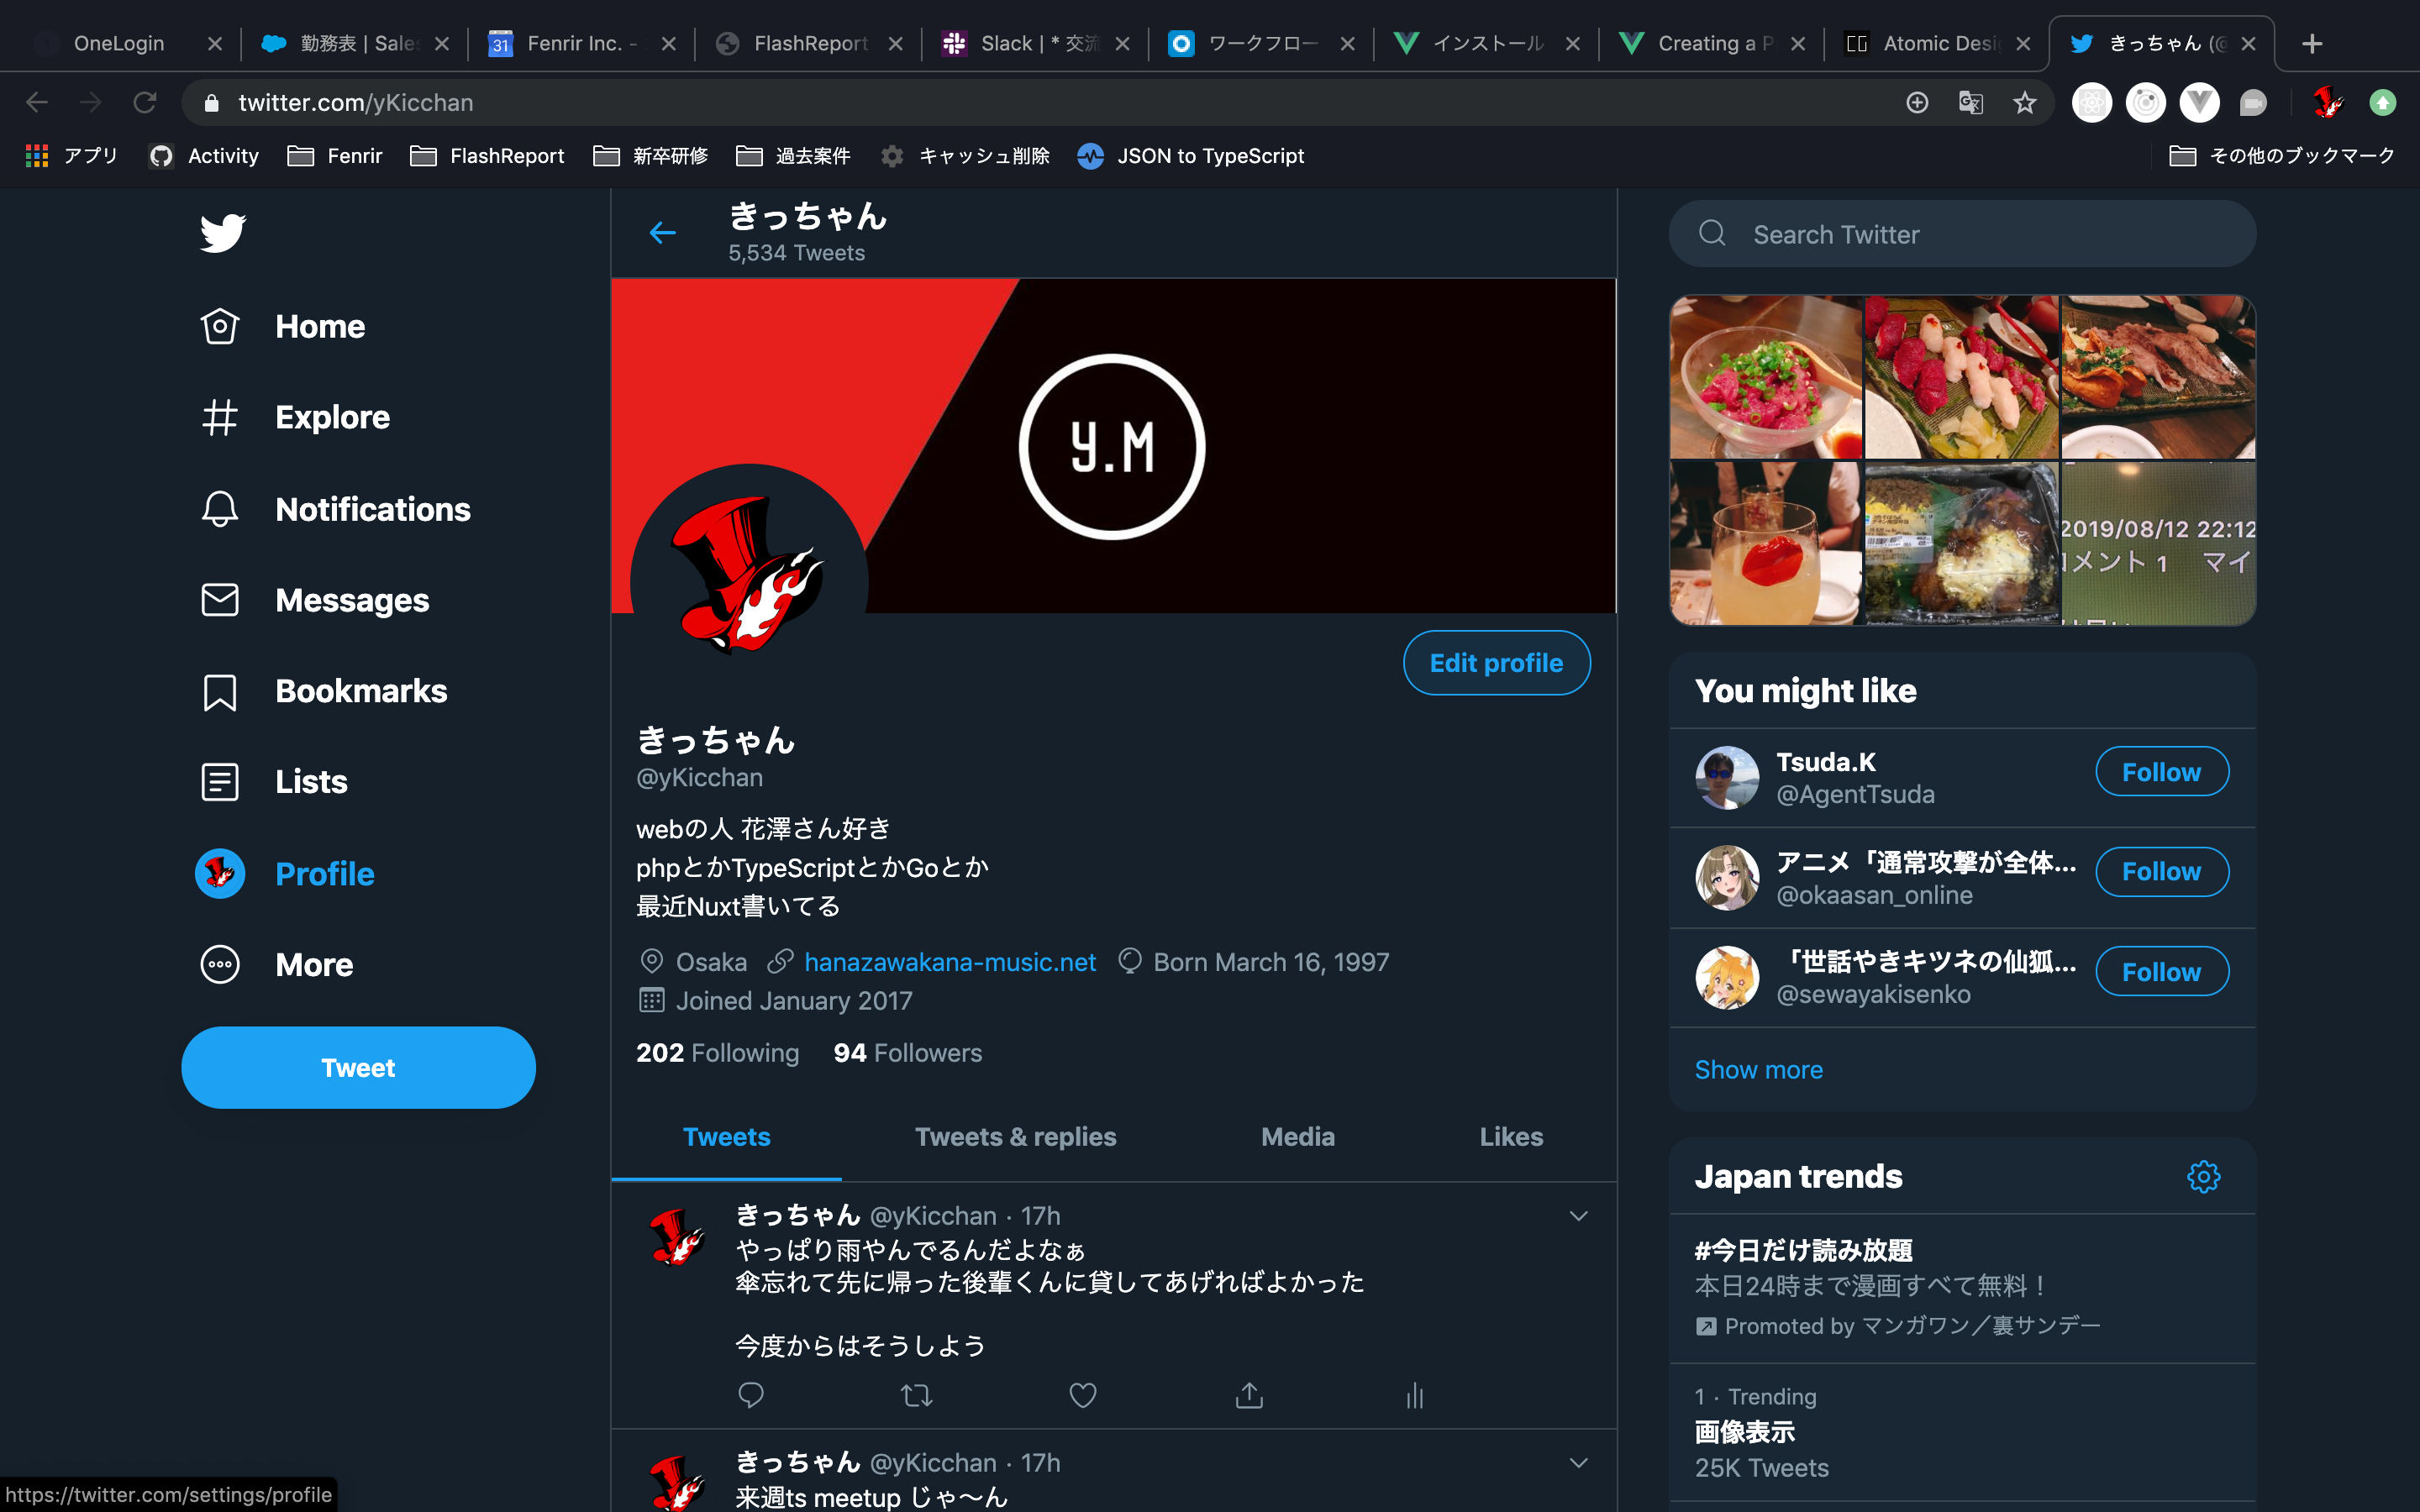 OneLogin
勤務表 | Sales
Fenrir Inc. -
FlashReport
Slack | * 交流
ワークフロー
インストール
Creating a P
Atomic Desi
きっちゃん (@
twitter.com/yKicchan
アプリ
Activity
Fenrir
FlashReport
新卒研修
過去案件
キャッシュ削除
JSON to TypeScript
その他のブックマーク
Home
Explore
Notifications
Messages
Bookmarks
Lists
Profile
More
Tweet
きっちゃん
5,534 Tweets
Y.M
Edit profile
きっちゃん
@yKicchan
webの人 花澤さん好き
phpとかTypeScriptとかGoとか
最近Nuxt書いてる
Osaka hanazawakana-music.net Born March 16, 1997
Joined January 2017
202 Following 94 Followers
Tweets
Tweets & replies
Media
Likes
きっちゃん @yKicchan · 17h
やっぱり雨やんでるんだよなぁ
傘忘れて先に帰った後輩くんに貸してあげればよかった
今度からはそうしよう
きっちゃん @yKicchan · 17h
来週ts meetup じゃ〜ん
Search Twitter
2019/08/12 22:12
コメント 1 マイ
You might like
Tsuda.K
@AgentTsuda
Follow
アニメ「通常攻撃が全体...
@okaasan_online
Follow
「世話やきキツネの仙狐...
@sewayakisenko
Follow
Show more
Japan trends
#今日だけ読み放題
本日24時まで漫画すべて無料！
Promoted by マンガワン／裏サンデー
1 · Trending
画像表示
25K Tweets
https://twitter.com/settings/profile